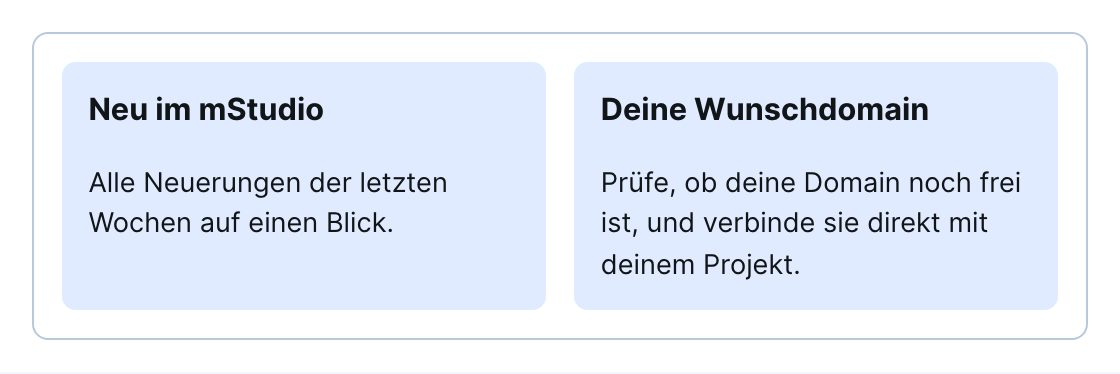 Neu im mStudio
Alle Neuerungen der letzten
Wochen auf einen Blick.
Deine Wunschdomain
Prüfe, ob deine Domain noch frei
ist, und verbinde sie direkt mit
deinem Projekt.